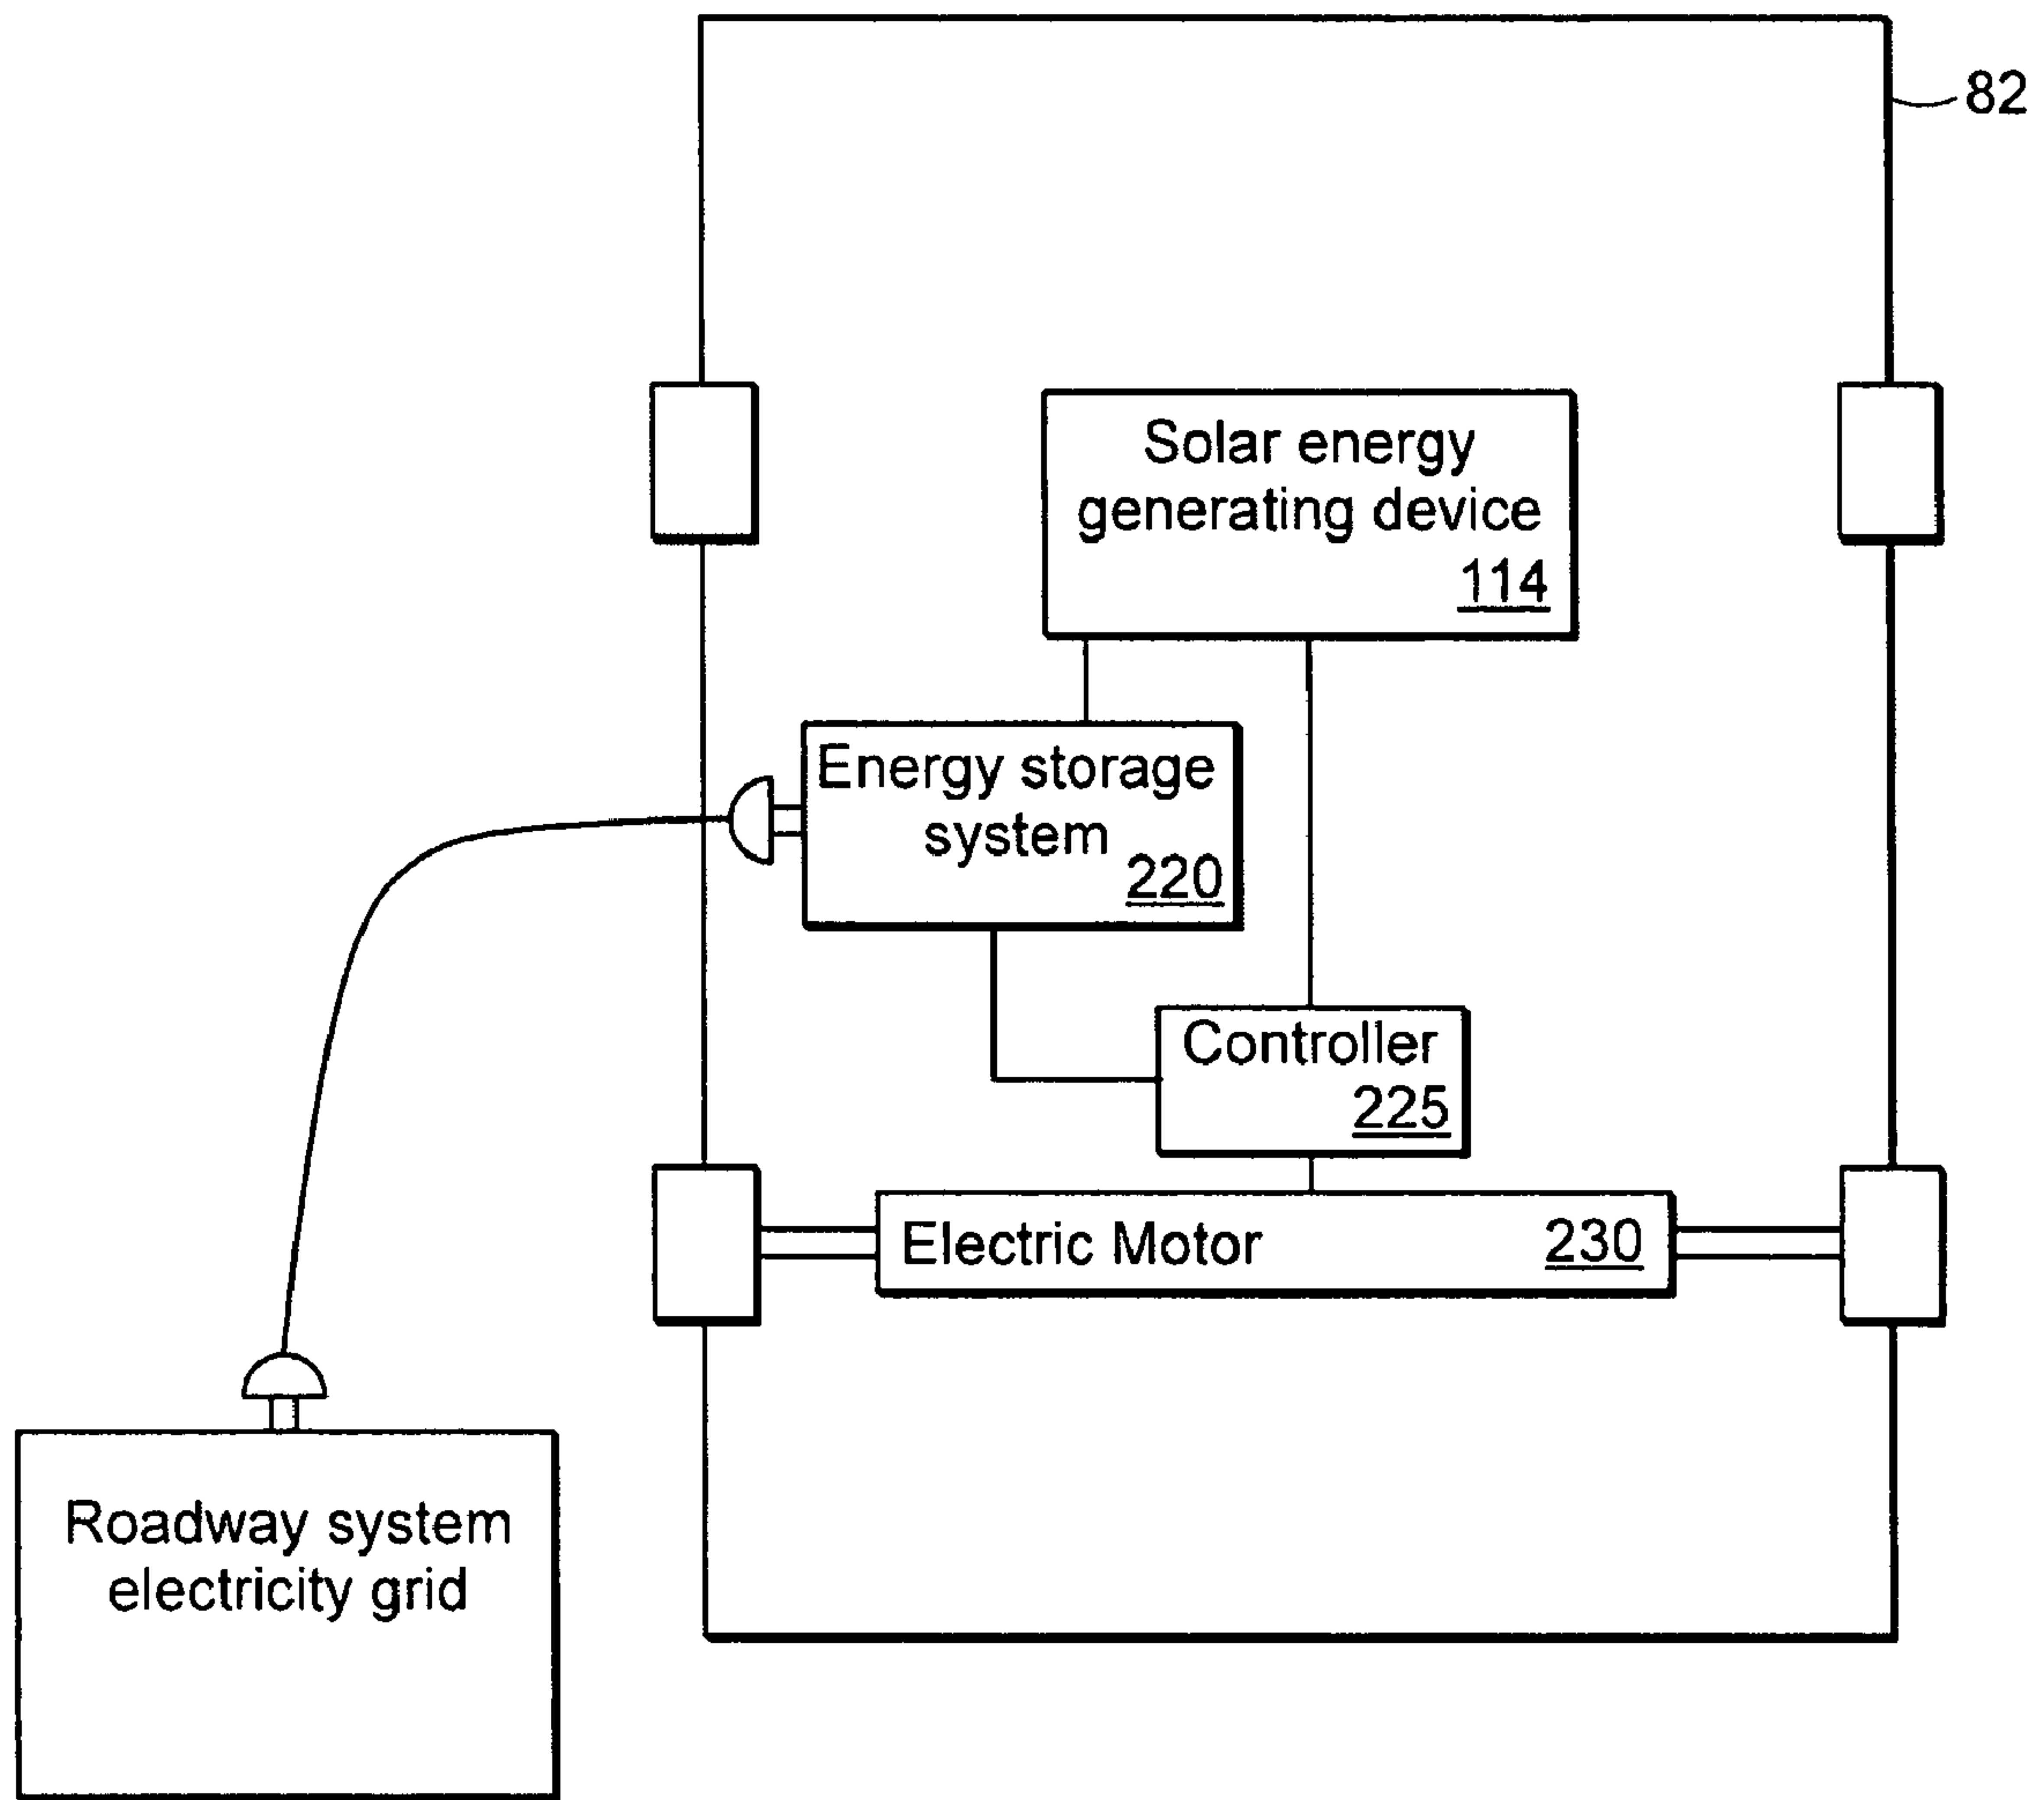 82
Solar energy
generating device
114
Energy storage
system
220
Controller
225
Electric Motor 230
Roadway system
electricity grid